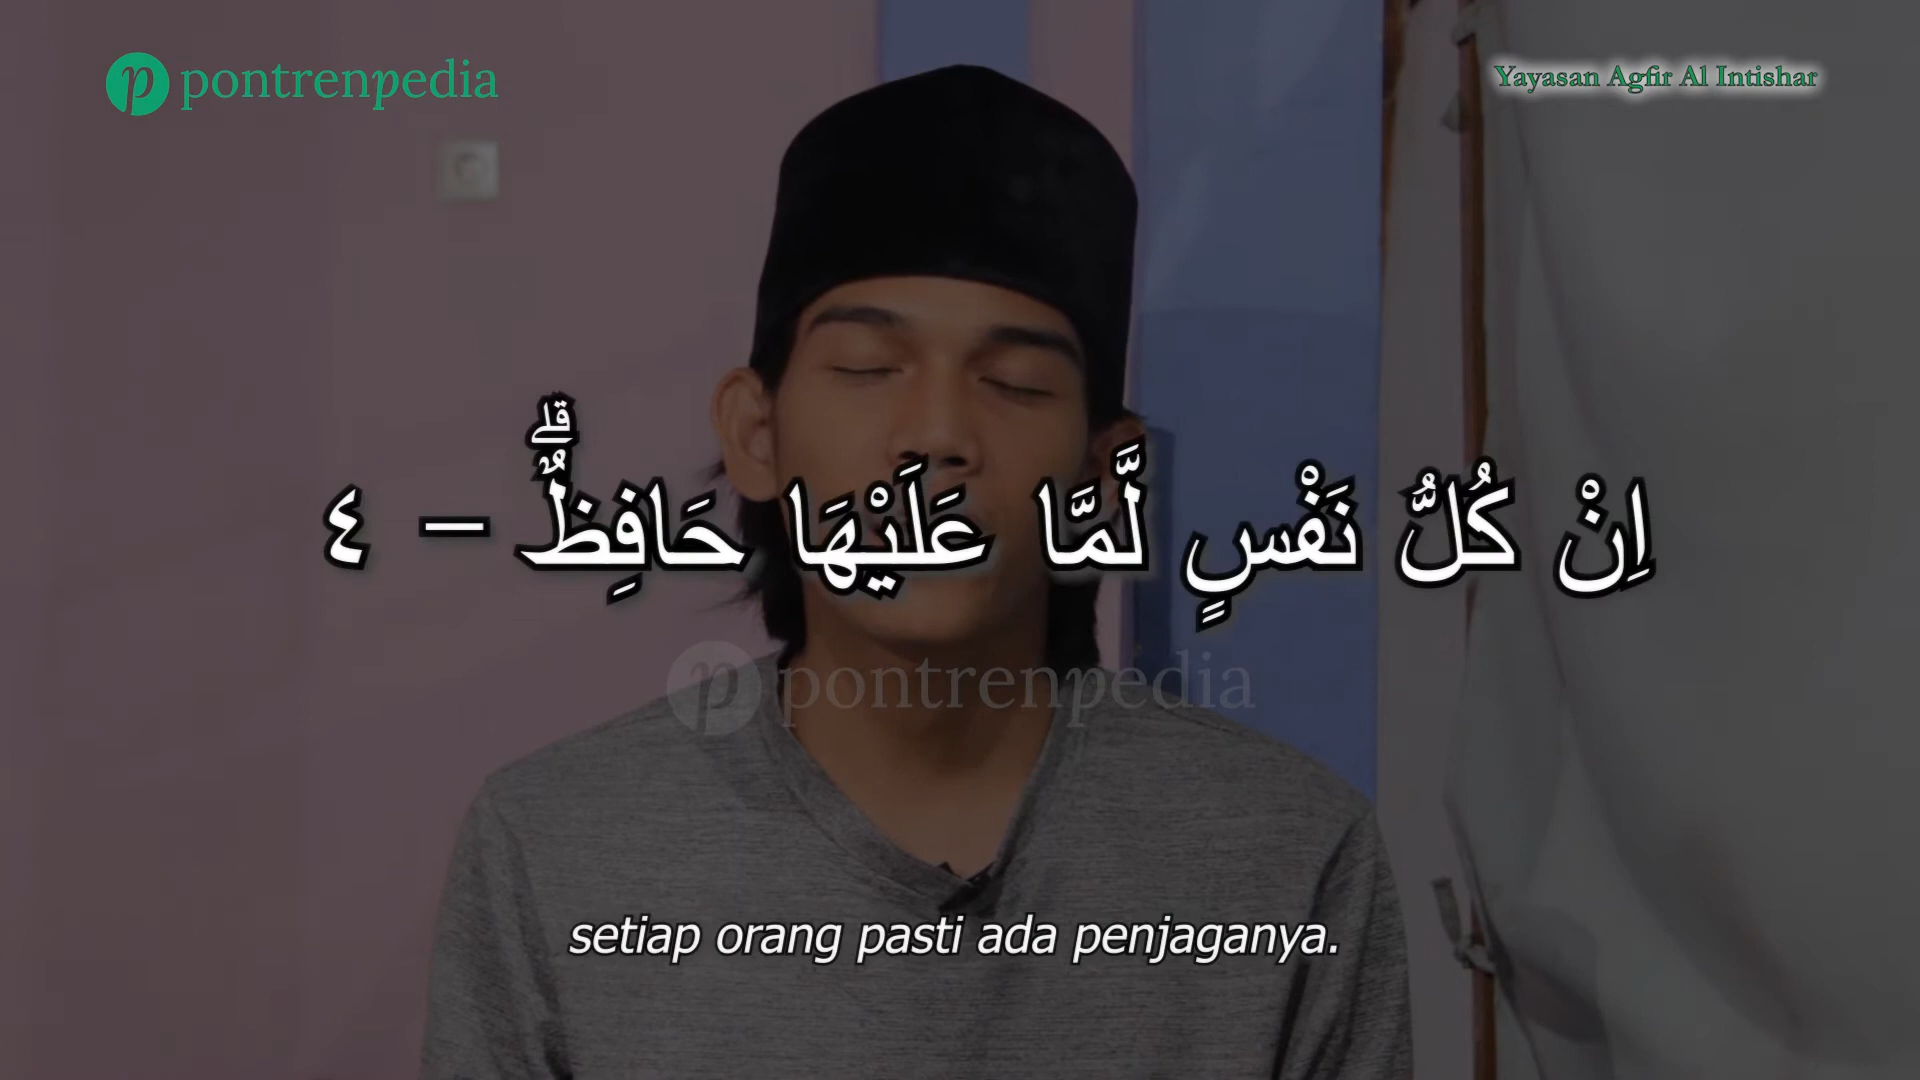 pontrenpedia
Yayasan Agfir Al Intishar
اِنْ كُلُّ نَفْسٍ لَّمَّا عَلَيْهَا حَافِظٌۗ – ٤
pontrenpedia
setiap orang pasti ada penjaganya.